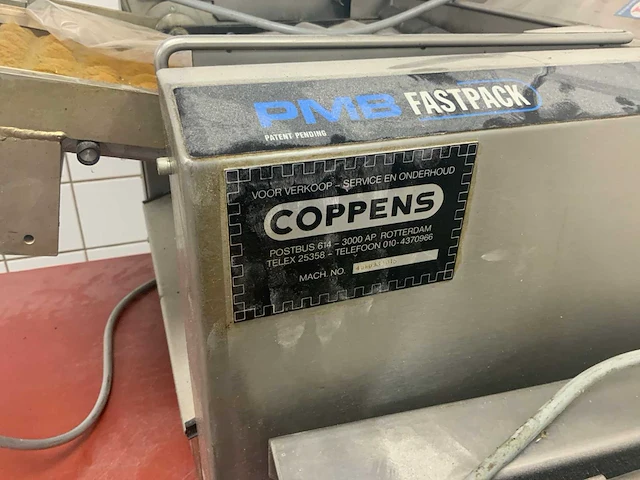 PMB FASTPACK
PATENT PENDING
VOOR VERKOOP - SERVICE EN ONDERHOUD
COPPENS
POSTBUS 614 - 3000 AP ROTTERDAM
TELEX 25358 - TELEFOON 010-4370966
MACH. NO.